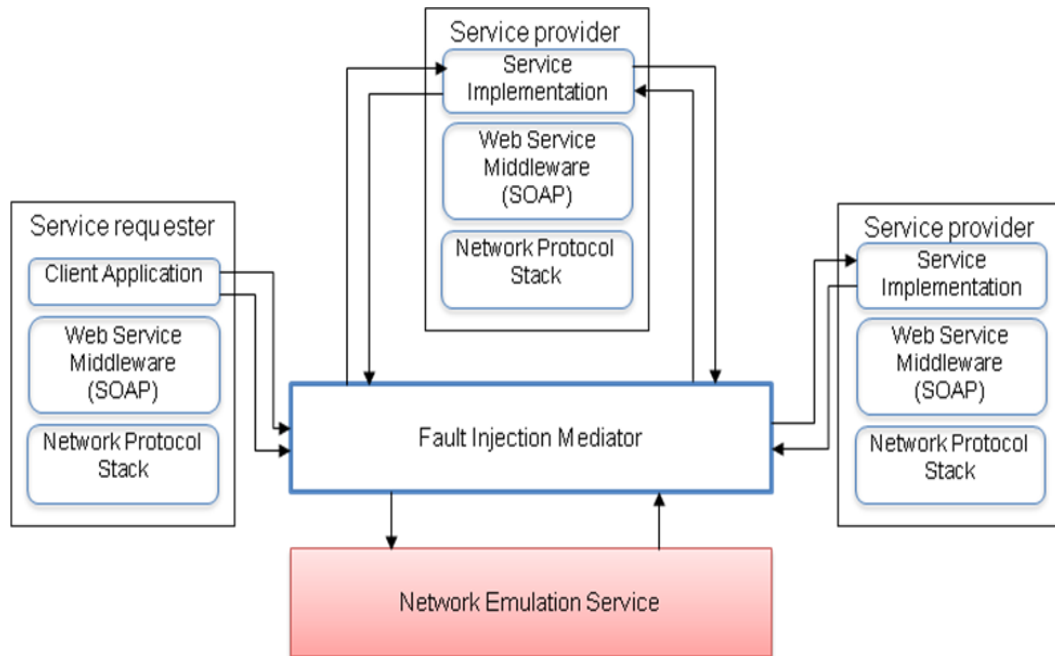 Service provider
Service
Implementation
Web Service
Middleware
(SOAP)
Network Protocol
Stack
Service requester
Client Application
Web Service
Middleware
(SOAP)
Network Protocol
Stack
Service provider
Service
Implementation
Web Service
Middleware
(SOAP)
Network Protocol
Stack
Fault Injection Mediator
Network Emulation Service